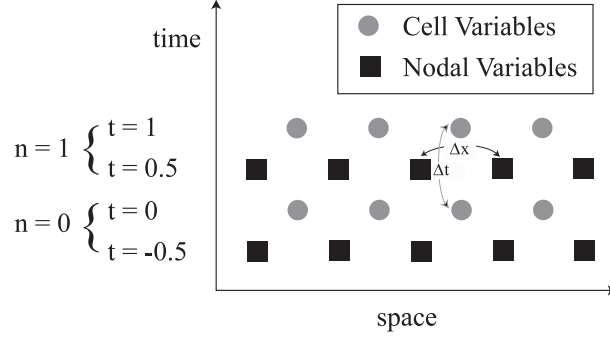 time
Cell Variables
Nodal Variables
n = 1 { t = 1
t = 0.5
n = 0 { t = 0
t = -0.5
Δx
Δt
space